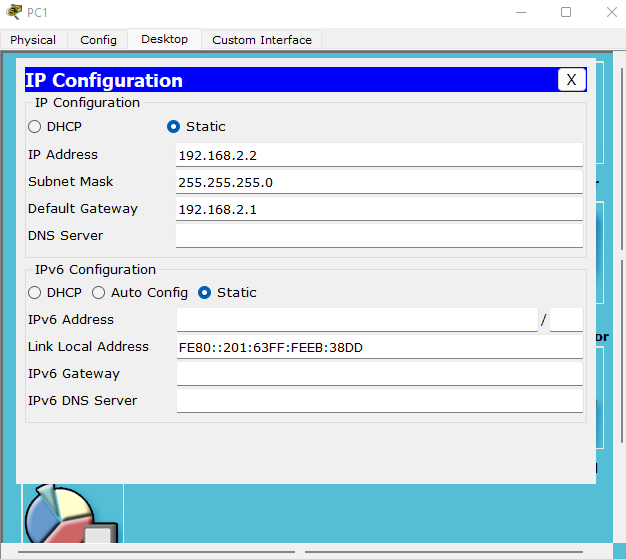 PC1
Physical Config Desktop Custom Interface
IP Configuration X
IP Configuration
DHCP Static
IP Address 192.168.2.2
Subnet Mask 255.255.255.0
Default Gateway 192.168.2.1
DNS Server
IPv6 Configuration
DHCP Auto Config Static
IPv6 Address /
Link Local Address FE80::201:63FF:FEEB:38DD
IPv6 Gateway
IPv6 DNS Server